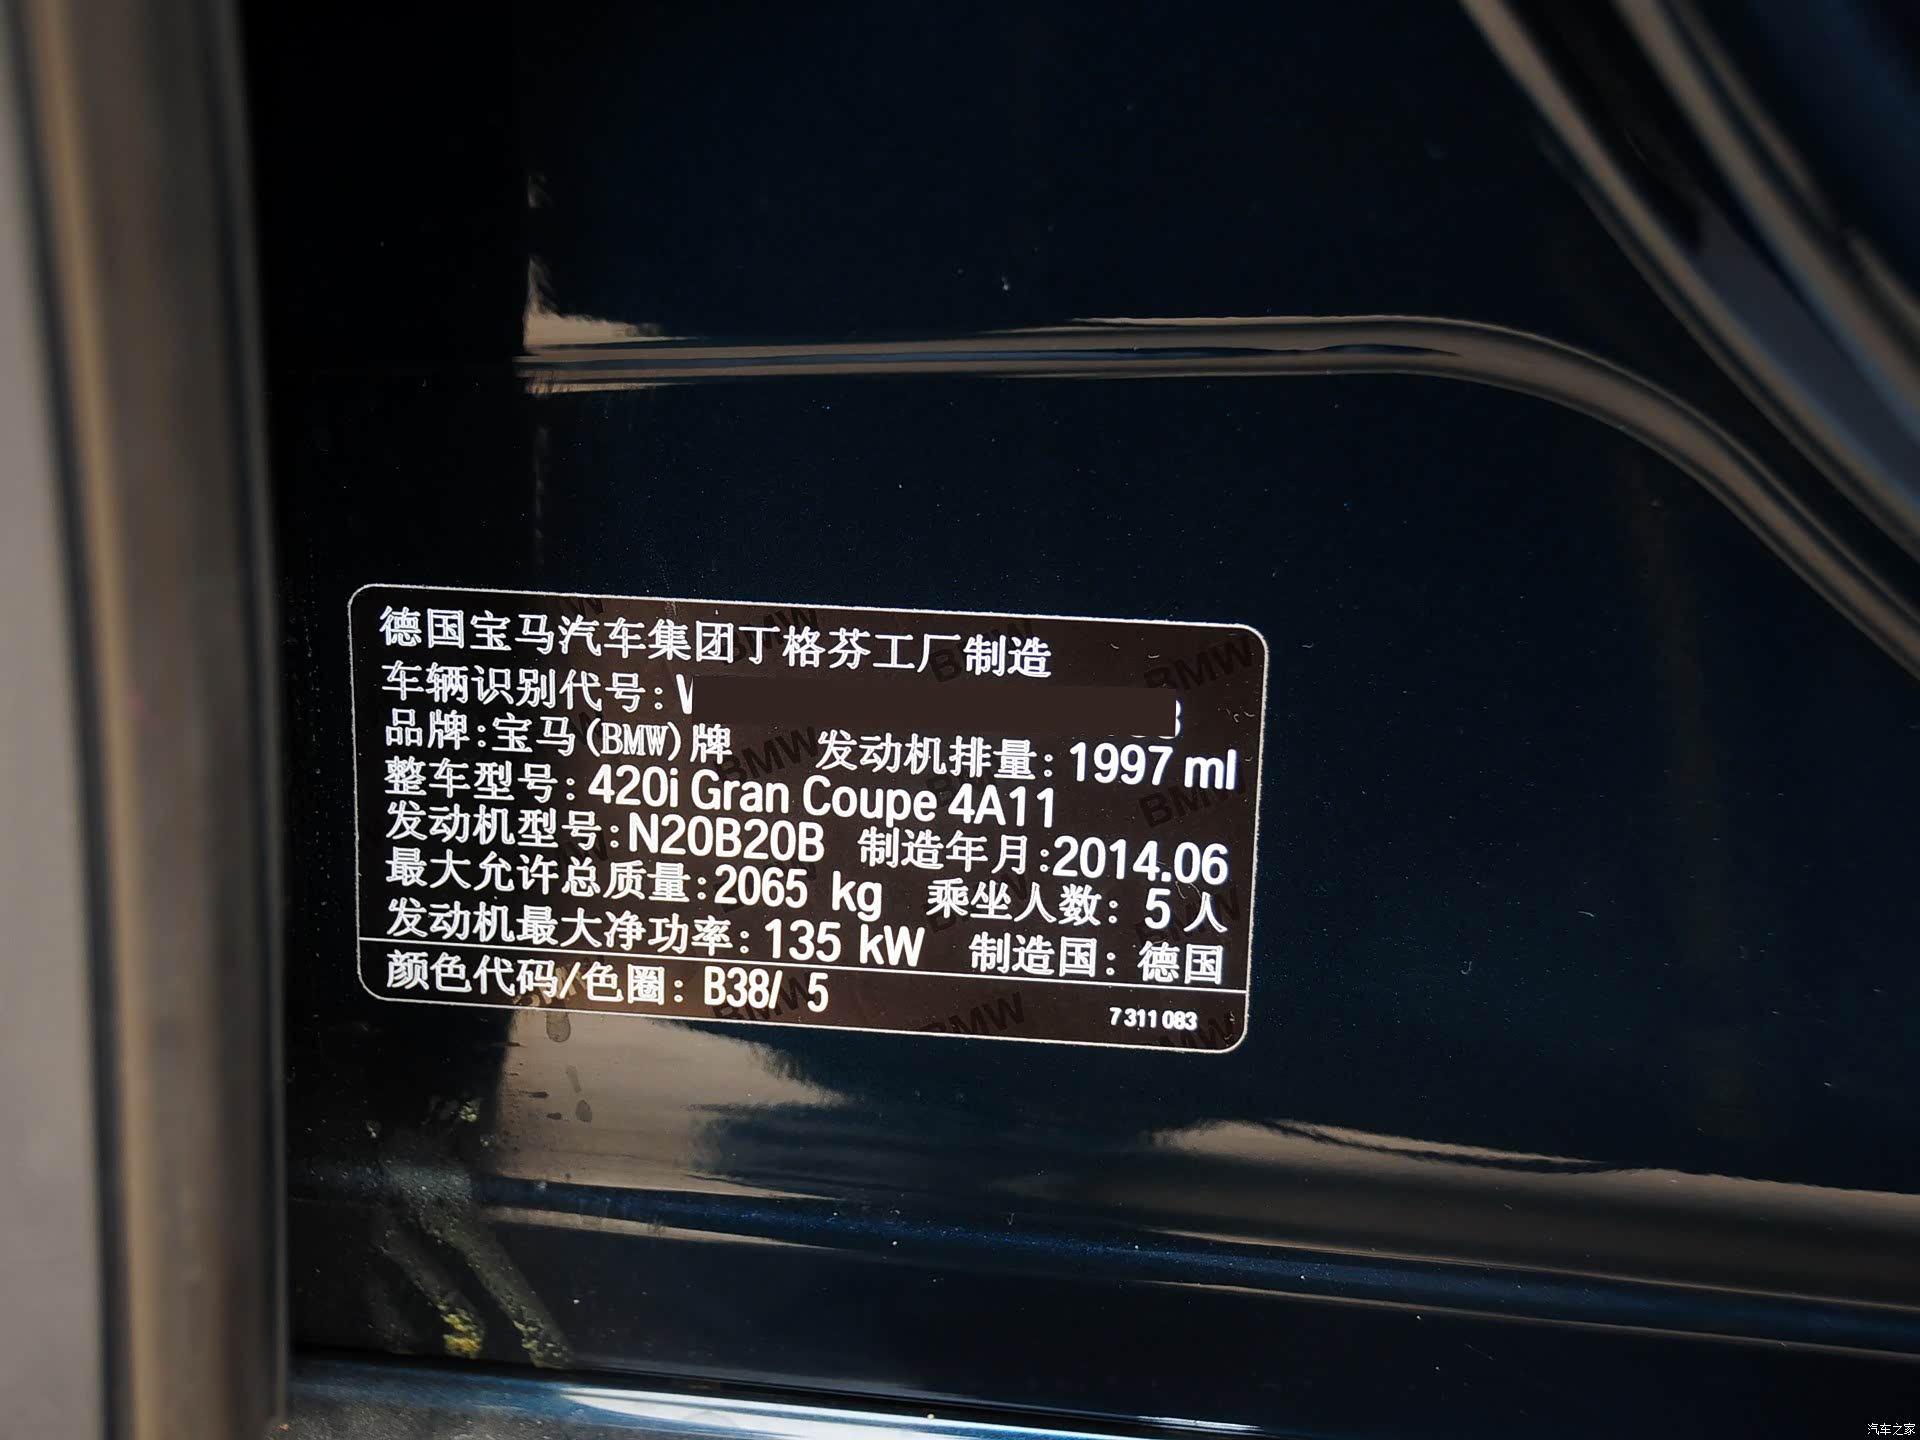 德国宝马汽车集团丁格芬工厂制造
车辆识别代号:
品牌:宝马(BMW)牌 发动机排量: 1997 ml
整车型号: 420i Gran Coupe 4A11
发动机型号:N20B20B 制造年月:2014.06
最大允许总质量:2065 kg 乘坐人数: 5 人
发动机最大净功率: 135 kW 制造国: 德国
颜色代码/色圈: B38/ 5
7 311 083
汽车之家